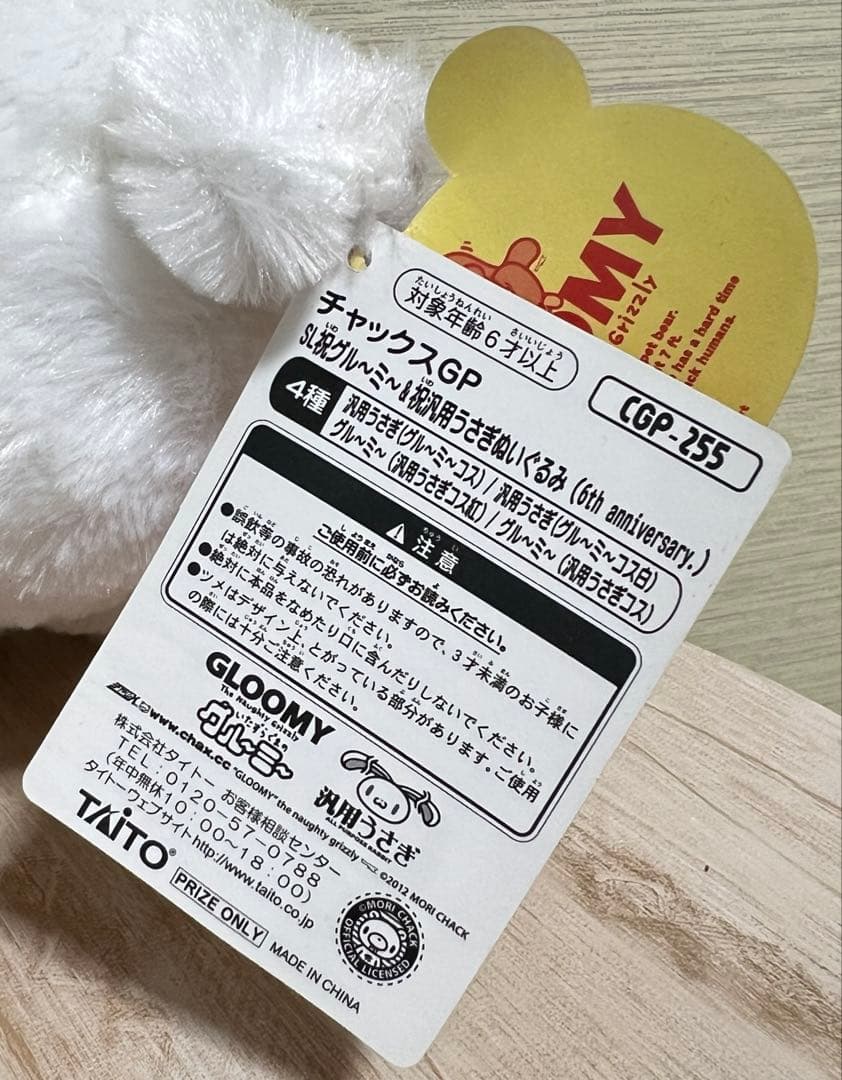 OMY
Grizzly
pet bear.
t 7 ft.
has a hard time
ck humans.
対象年齢6才以上
たいしょうねんれい さいいじょう
CGP-255
チャックスGP
SL祝グル〜ミ〜&祝汎用うさぎぬいぐるみ (6th anniversary.)
4種
汎用うさぎ(グル〜ミ〜コス) / 汎用うさぎ(グル〜ミ〜コス白)
グル〜ミ〜 (汎用うさぎコス紅) / グル〜ミ〜 (汎用うさぎコス)
注意
ご使用前に必ずお読みください。
●誤飲等の事故の恐れがありますので、3才未満のお子様に
は絶対に与えないでください。
●絶対に本品をなめたり口に含んだりしないでください。
●ツメはデザイン上、とがっている部分があります。ご使用
の際には十分ご注意ください。
GLOOMY
The Naughty Grizzly
いたずらぐまの
グル〜ミ〜
汎用うさぎ
ALL PURPOSE RABBIT
www.chax.cc "GLOOMY" the naughty grizzly ©2012 MORI CHACK
株式会社タイトー お客様相談センター
TEL:0120-57-0788
(年中無休10:00〜18:00)
タイトーウェブサイトhttp://www.taito.co.jp
TAITO®
PRIZE ONLY
MADE IN CHINA
©MORI CHACK
OFFICIAL LICENSED